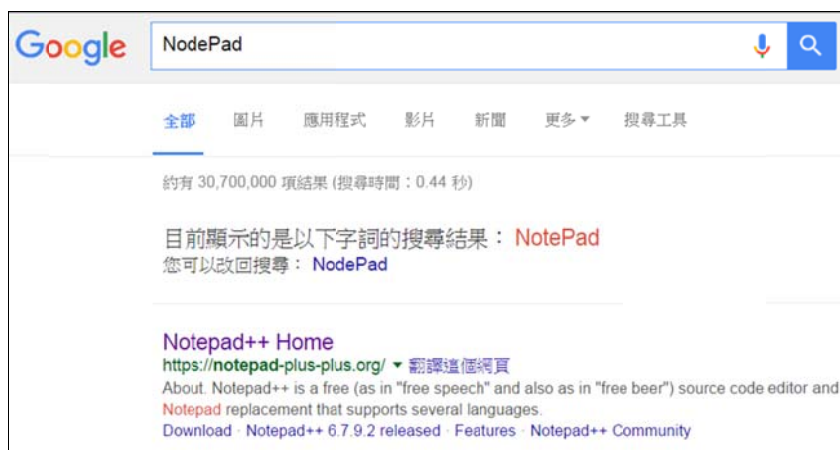 Google NodePad
全部 圖片 應用程式 影片 新聞 更多 搜尋工具
約有 30,700,000 項結果 (搜尋時間：0.44 秒)
目前顯示的是以下字詞的搜尋結果： NotePad
您可以改回搜尋： NodePad
Notepad++ Home
https://notepad-plus-plus.org/ 翻譯這個網頁
About. Notepad++ is a free (as in "free speech" and also as in "free beer") source code editor and
Notepad replacement that supports several languages.
Download · Notepad++ 6.7.9.2 released · Features · Notepad++ Community